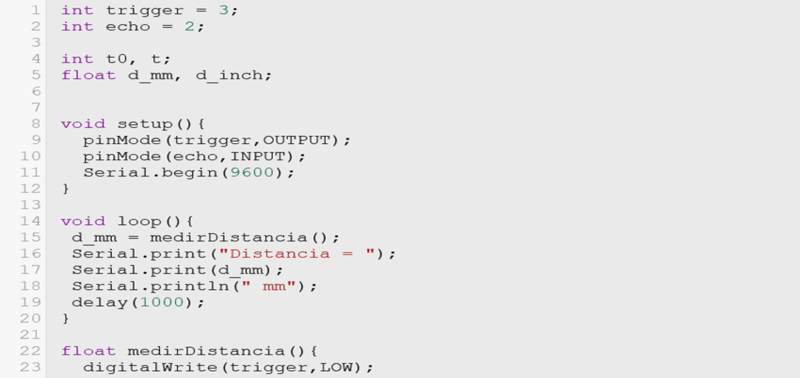 1 int trigger = 3;
2 int echo = 2;
3
4 int t0, t;
5 float d_mm, d_inch;
6
7
8 void setup(){
9   pinMode(trigger,OUTPUT);
10   pinMode(echo,INPUT);
11   Serial.begin(9600);
12 }
13
14 void loop(){
15  d_mm = medirDistancia();
16  Serial.print("Distancia = ");
17  Serial.print(d_mm);
18  Serial.println(" mm");
19  delay(1000);
20 }
21
22 float medirDistancia(){
23   digitalWrite(trigger,LOW);